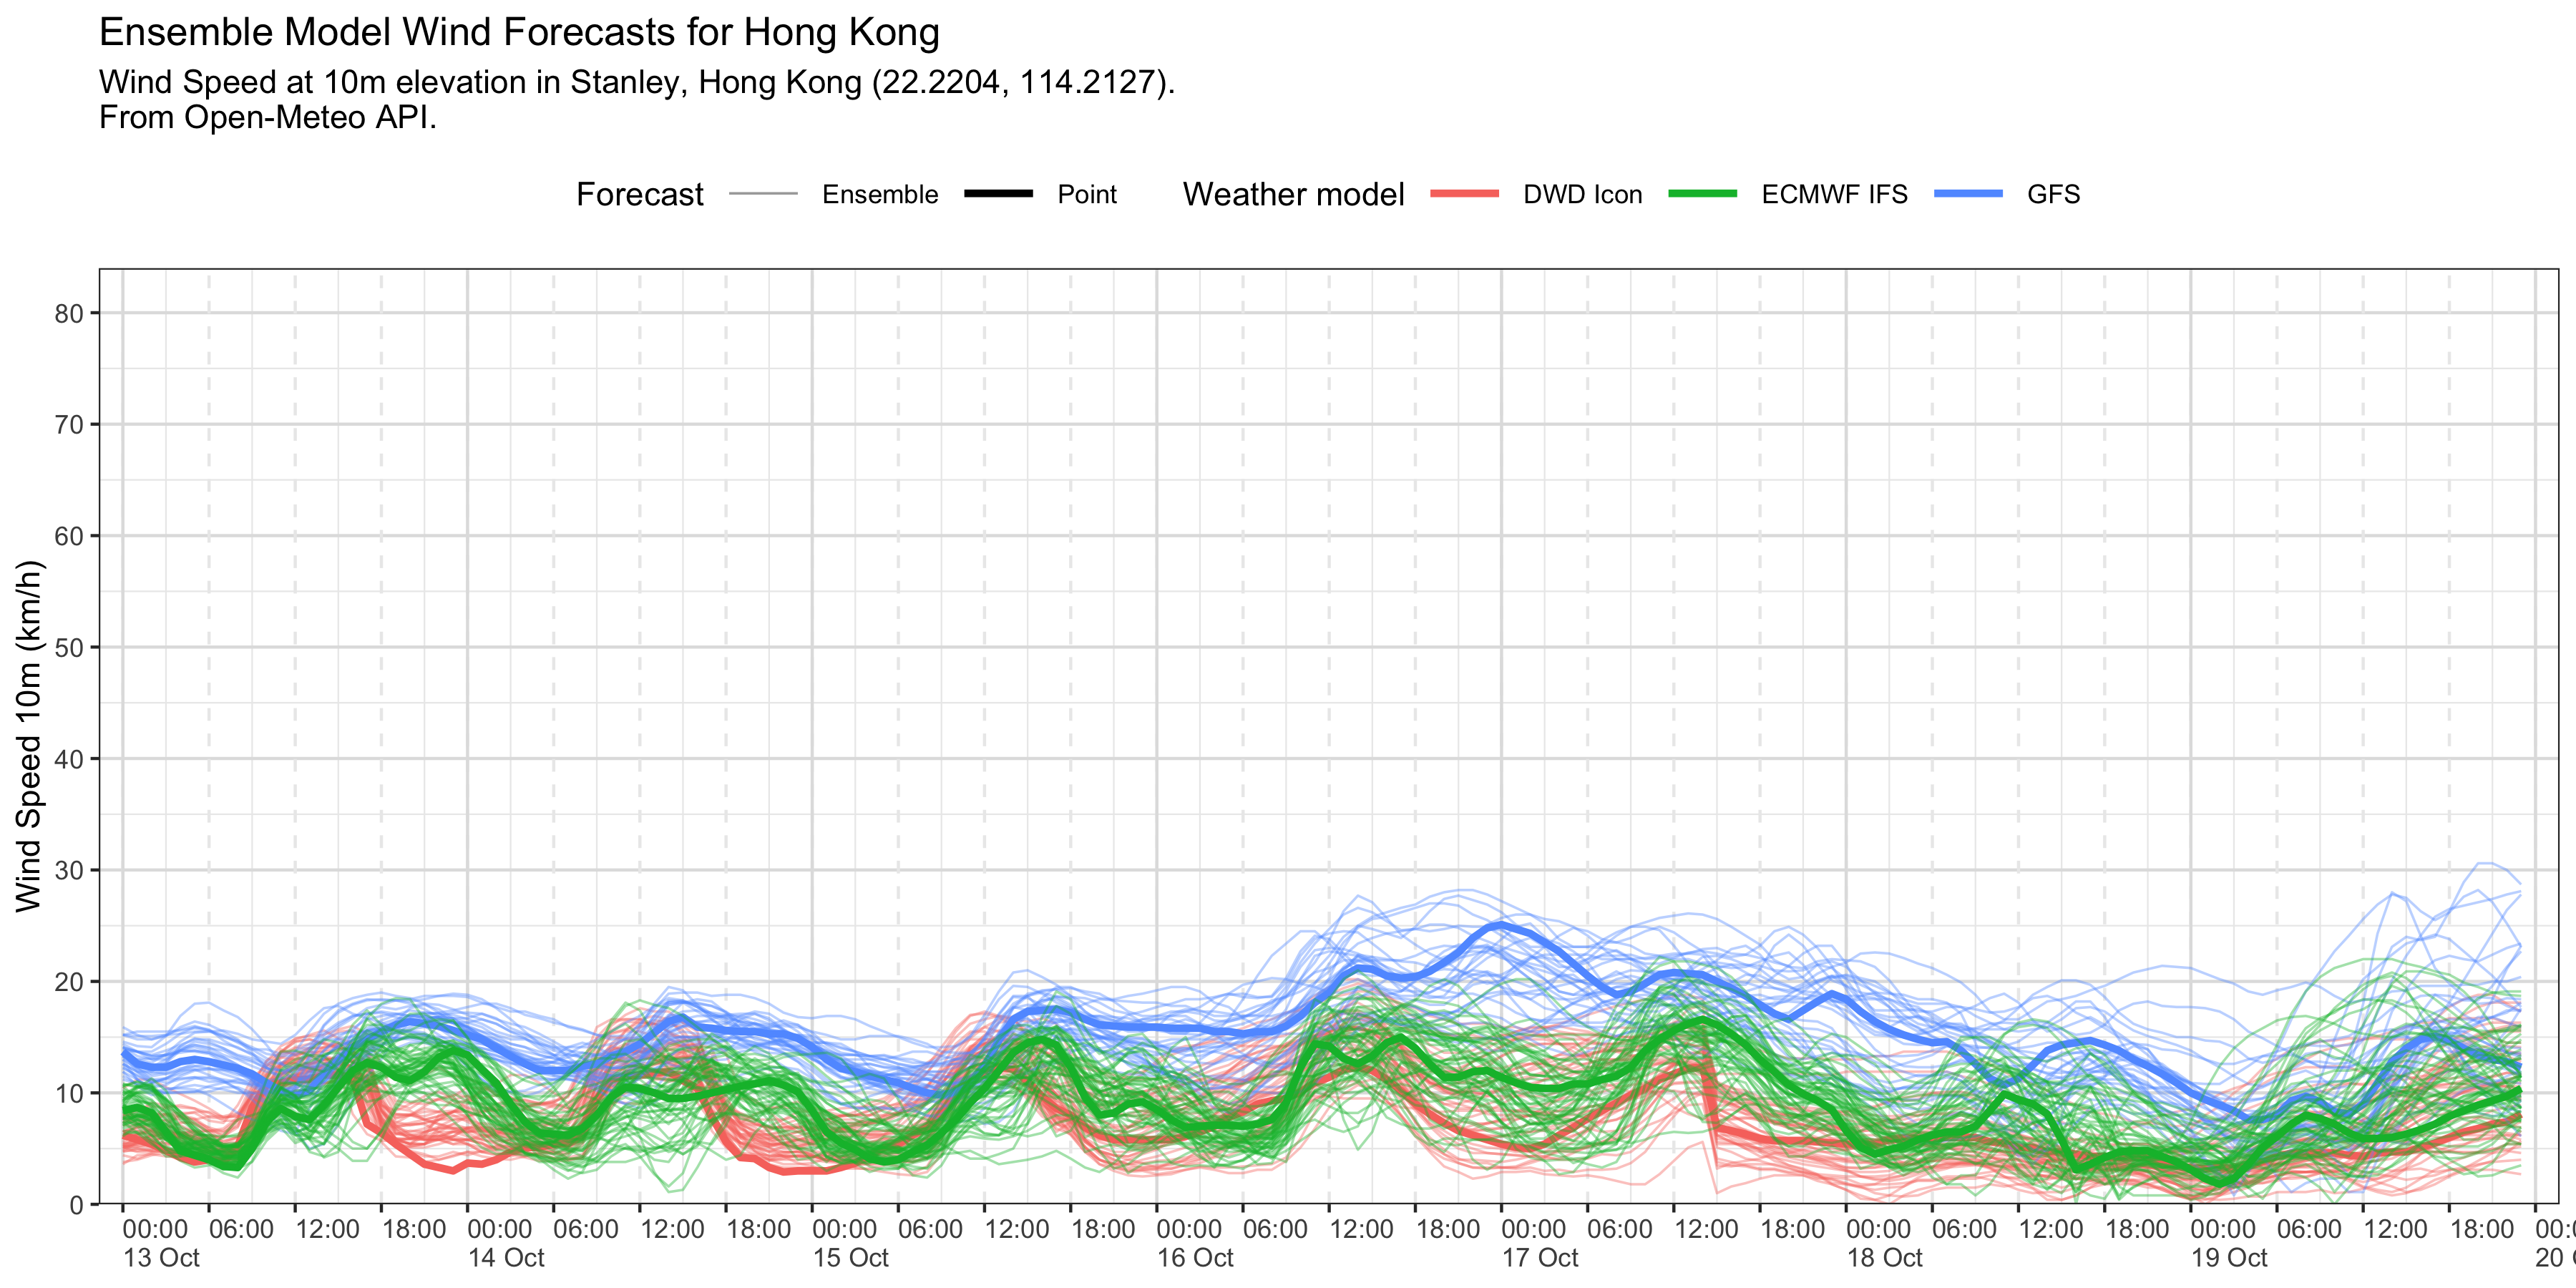 Ensemble Model Wind Forecasts for Hong Kong
Wind Speed at 10m elevation in Stanley, Hong Kong (22.2204, 114.2127).
From Open-Meteo API.
Forecast Ensemble Point Weather model DWD Icon ECMWF IFS GFS
Wind Speed 10m (km/h)
80
70
60
50
40
30
20
10
0
00:00 06:00 12:00 18:00 00:00 06:00 12:00 18:00 00:00 06:00 12:00 18:00 00:00 06:00 12:00 18:00 00:00 06:00 12:00 18:00 00:00 06:00 12:00 18:00 00:00 06:00 12:00 18:00
13 Oct 14 Oct 15 Oct 16 Oct 17 Oct 18 Oct 19 Oct 20